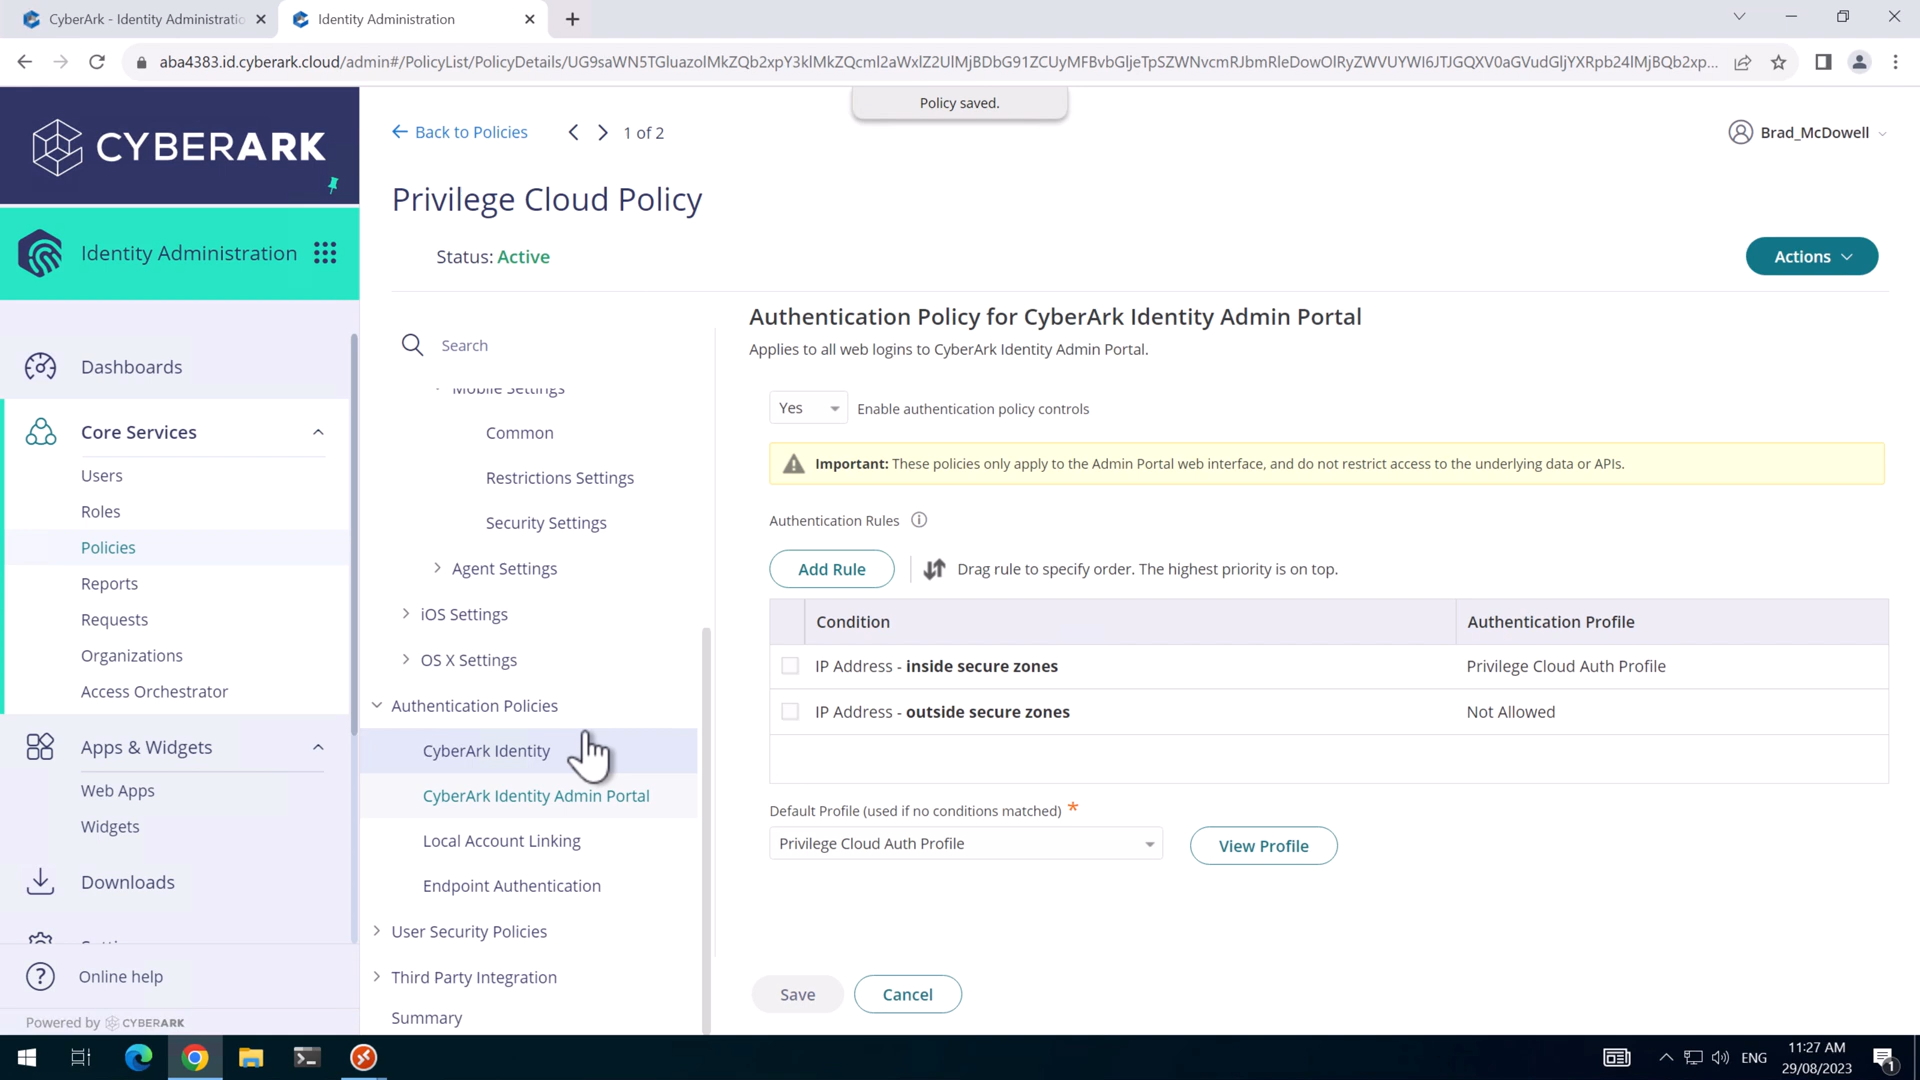 CyberArk - Identity Administratio
Identity Administration
aba4383.id.cyberark.cloud/admin#/PolicyList/PolicyDetails/
Policy saved.
CYBERARK
Back to Policies
1 of 2
Brad_McDowell
Privilege Cloud Policy
Identity Administration
Status: Active
Actions
Authentication Policy for CyberArk Identity Admin Portal
Applies to all web logins to CyberArk Identity Admin Portal.
Search
Dashboards
Mobile Settings
Yes
Enable authentication policy controls
Core Services
Common
Important: These policies only apply to the Admin Portal web interface, and do not restrict access to the underlying data or APIs.
Users
Restrictions Settings
Roles
Security Settings
Authentication Rules
Policies
Agent Settings
Add Rule
Drag rule to specify order. The highest priority is on top.
Reports
Requests
iOS Settings
Condition
Authentication Profile
Organizations
OS X Settings
IP Address - inside secure zones
Privilege Cloud Auth Profile
Access Orchestrator
Authentication Policies
IP Address - outside secure zones
Not Allowed
Apps & Widgets
CyberArk Identity
Web Apps
CyberArk Identity Admin Portal
Widgets
Local Account Linking
Default Profile (used if no conditions matched) *
Privilege Cloud Auth Profile
View Profile
Downloads
Endpoint Authentication
User Security Policies
Online help
Third Party Integration
Save
Cancel
Powered by CYBERARK
Summary
ENG
11:27 AM
29/08/2023
1